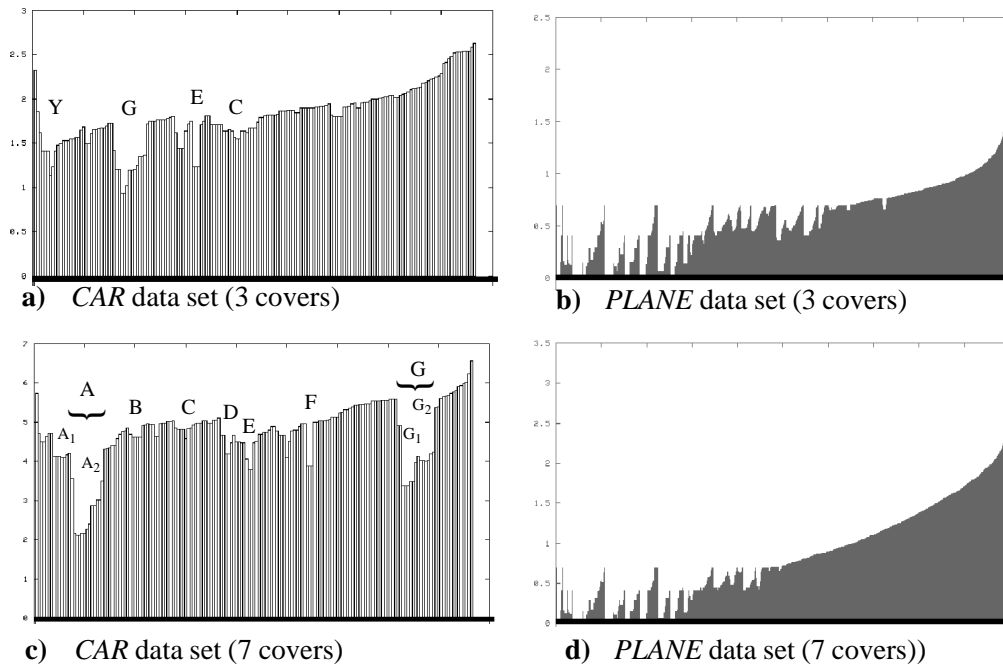 3
2.5
2
1.5
1
0.5
0
Y
G
E
C
a) CAR data set (3 covers)
2.5
2
1.5
1
0.5
0
b) PLANE data set (3 covers)
7
6
5
4
3
2
1
0
A
A1
A2
B
C
D
E
F
G
G1
G2
c) CAR data set (7 covers)
3.5
3
2.5
2
1.5
1
0.5
0
d) PLANE data set (7 covers))